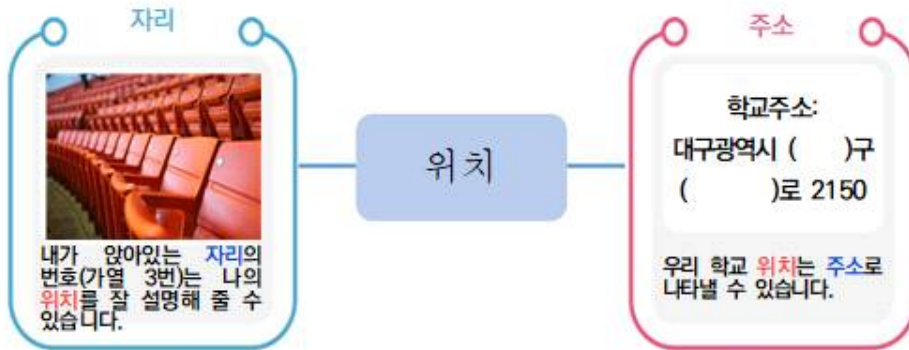 자리
내가 앉아있는 자리의
번호(가열 3번)는 나의
위치를 잘 설명해 줄 수
있습니다.
위치
주소
학교주소:
대구광역시 (    )구
(        )로 2150
우리 학교 위치는 주소로
나타낼 수 있습니다.